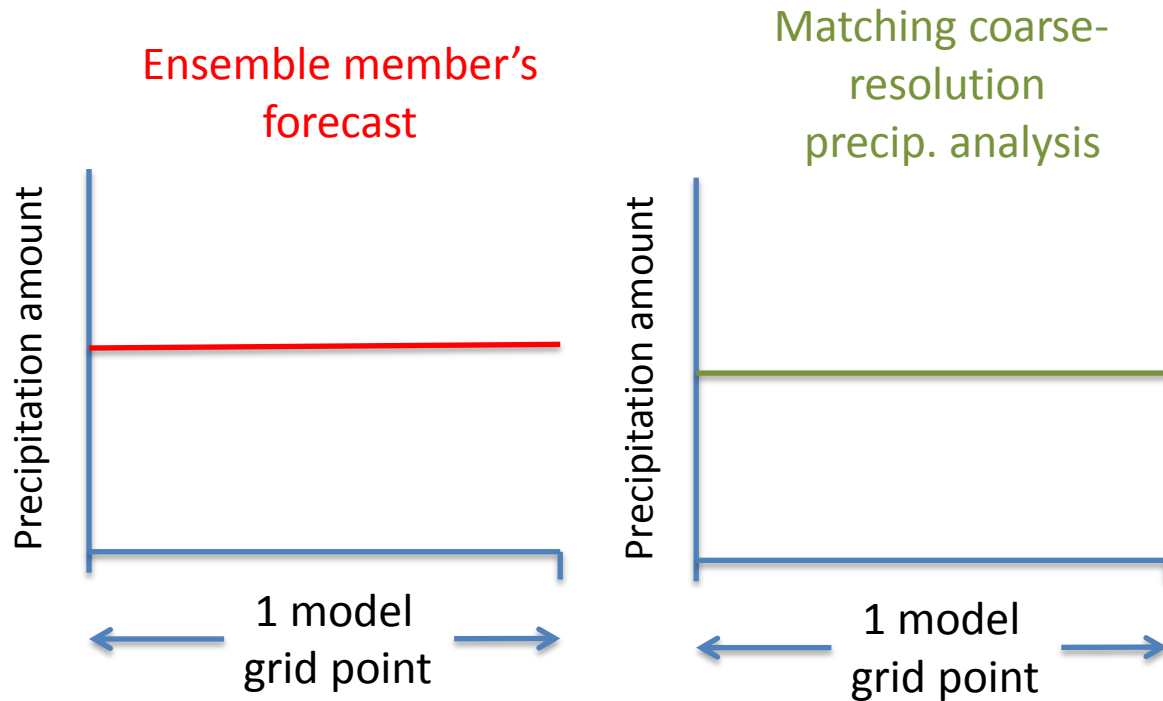 Ensemble member’s
forecast
Precipitation amount
1 model
grid point
Matching coarse-
resolution
precip. analysis
Precipitation amount
1 model
grid point